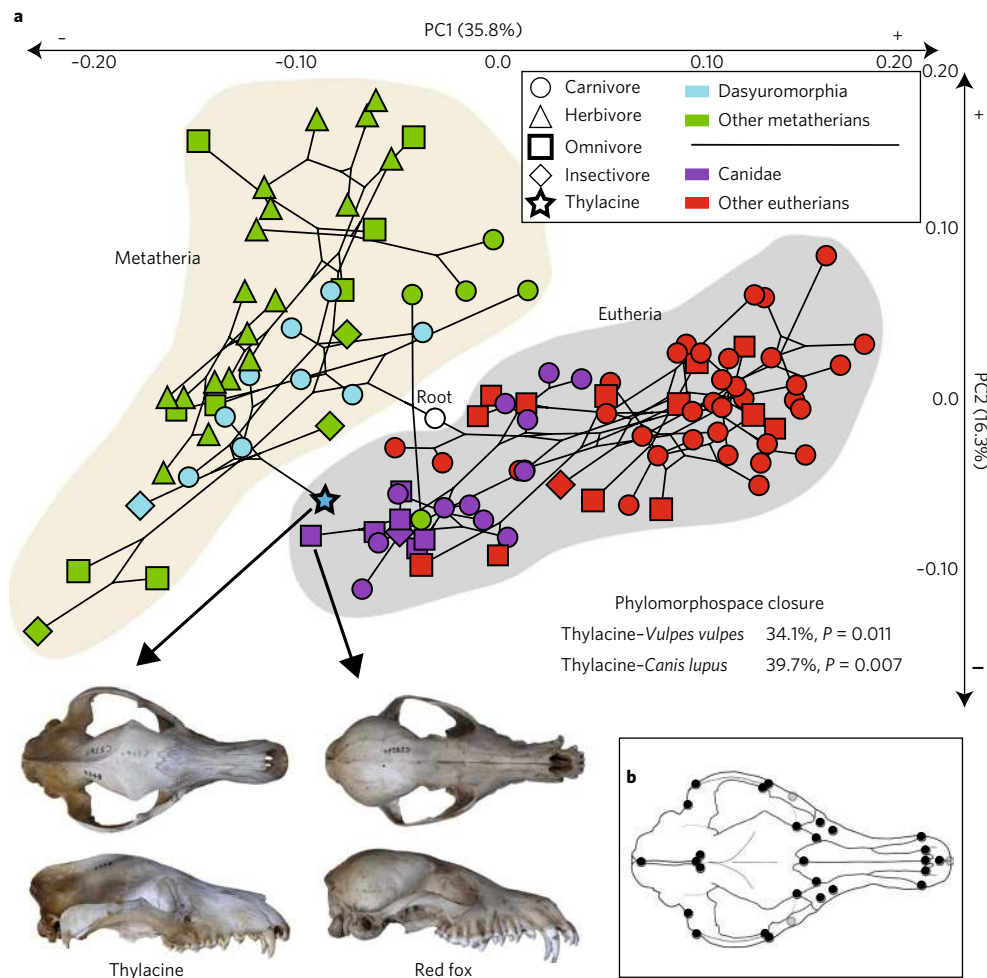 a
PC1 (35.8%)
– +
–0.20 –0.10 0.0 0.10 0.20
0.20
+
Carnivore
Herbivore
Omnivore
Insectivore
Thylacine
Dasyuromorphia
Other metatherians
Canidae
Other eutherians
0.10
Metatheria
Eutheria
PC2 (16.3%)
0.0
Root
–0.10
Phylomorphospace closure
Thylacine–Vulpes vulpes 34.1%, P = 0.011
Thylacine–Canis lupus 39.7%, P = 0.007
–
b
Thylacine
Red fox